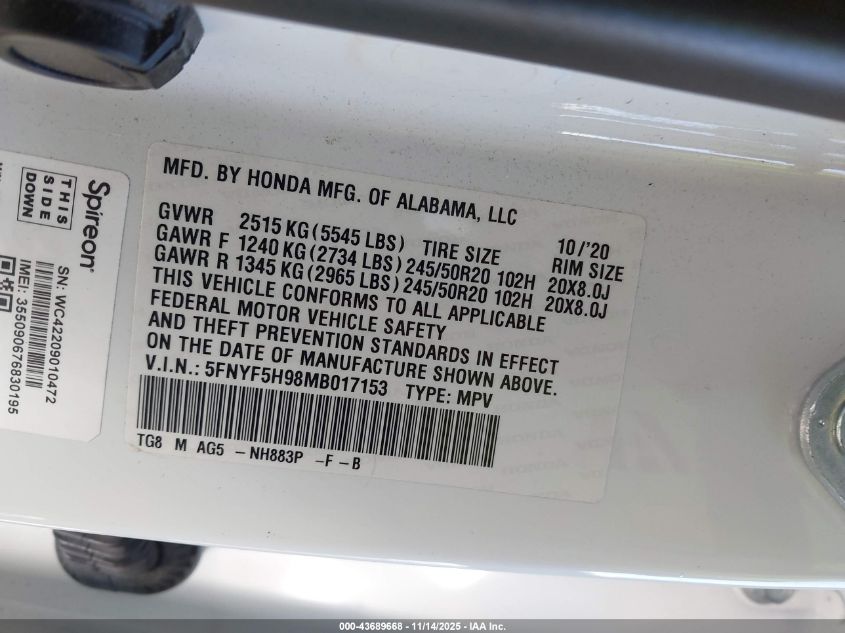 MFD. BY HONDA MFG. OF ALABAMA, LLC
10/'20
GVWR 2515 KG (5545 LBS) TIRE SIZE RIM SIZE
GAWR F 1240 KG (2734 LBS) 245/50R20 102H 20X8.0J
GAWR R 1345 KG (2965 LBS) 245/50R20 102H 20X8.0J
THIS VEHICLE CONFORMS TO ALL APPLICABLE
FEDERAL MOTOR VEHICLE SAFETY
AND THEFT PREVENTION STANDARDS IN EFFECT
ON THE DATE OF MANUFACTURE SHOWN ABOVE.
V.I.N.: 5FNYF5H98MB017153 TYPE: MPV
TG8 M AG5 - NH883P -F-B
Spireon
THIS
SIDE
DOWN
SN: WC42209010472
IMEI: 355090676830195
000-43689668 - 11/14/2025 - IAA Inc.